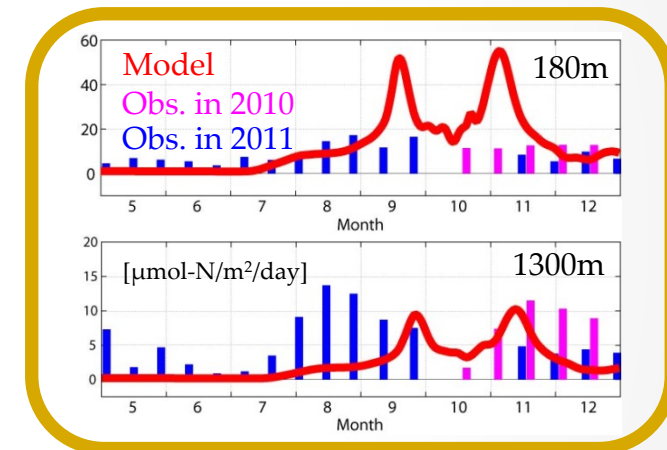 60
Model
180m
40
Obs. in 2010
20
Obs. in 2011
0
5 6 7 8 9 10 11 12
Month
20
[μmol-N/m²/day]
1300m
15
10
5
0
5 6 7 8 9 10 11 12
Month